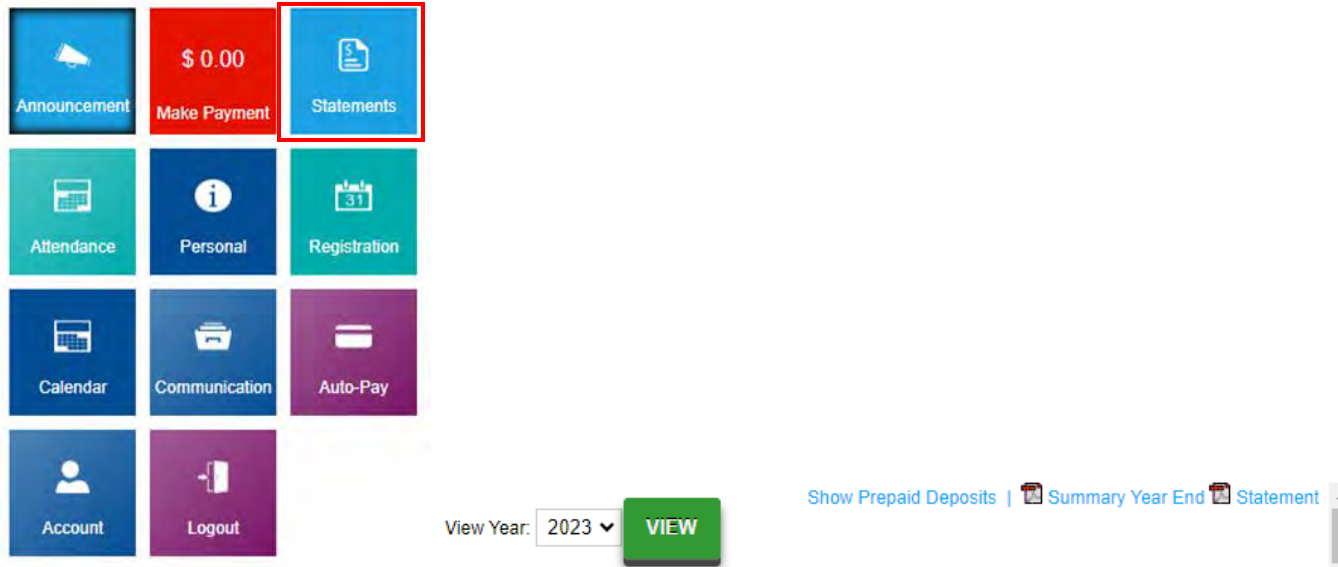 $ 0.00
Announcement
Make Payment
Statements
31
Attendance
Personal
Registration
Calendar
Communication
Auto-Pay
Account
Logout
View Year: 2023 VIEW
Show Prepaid Deposits | Summary Year End Statement